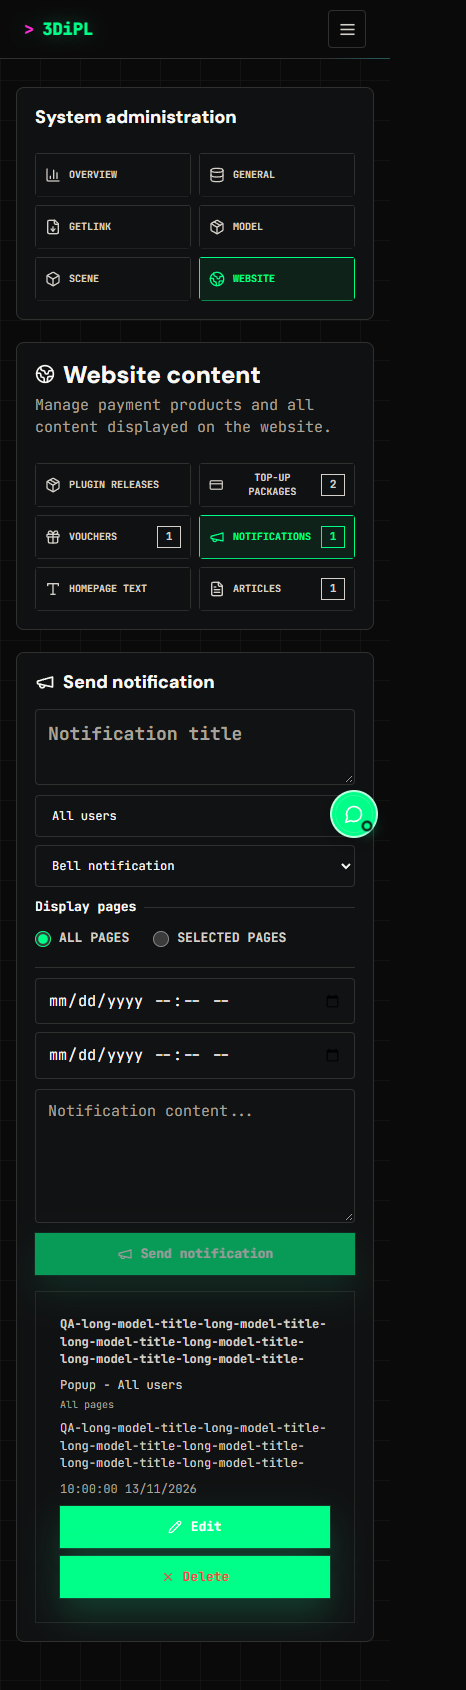 > 3DiPL
System administration
OVERVIEW
GENERAL
GETLINK
MODEL
SCENE
WEBSITE
Website content
Manage payment products and all
content displayed on the website.
PLUGIN RELEASES
TOP-UP
PACKAGES
2
VOUCHERS
1
NOTIFICATIONS
1
HOMEPAGE TEXT
ARTICLES
1
Send notification
Notification title
All users
Bell notification
Display pages
ALL PAGES
SELECTED PAGES
mm/dd/yyyy --:-- --
mm/dd/yyyy --:-- --
Notification content...
Send notification
QA-long-model-title-long-model-title-
long-model-title-long-model-title-
long-model-title-long-model-title-
Popup - All users
All pages
QA-long-model-title-long-model-title-
long-model-title-long-model-title-
long-model-title-long-model-title-
10:00:00 13/11/2026
Edit
Delete